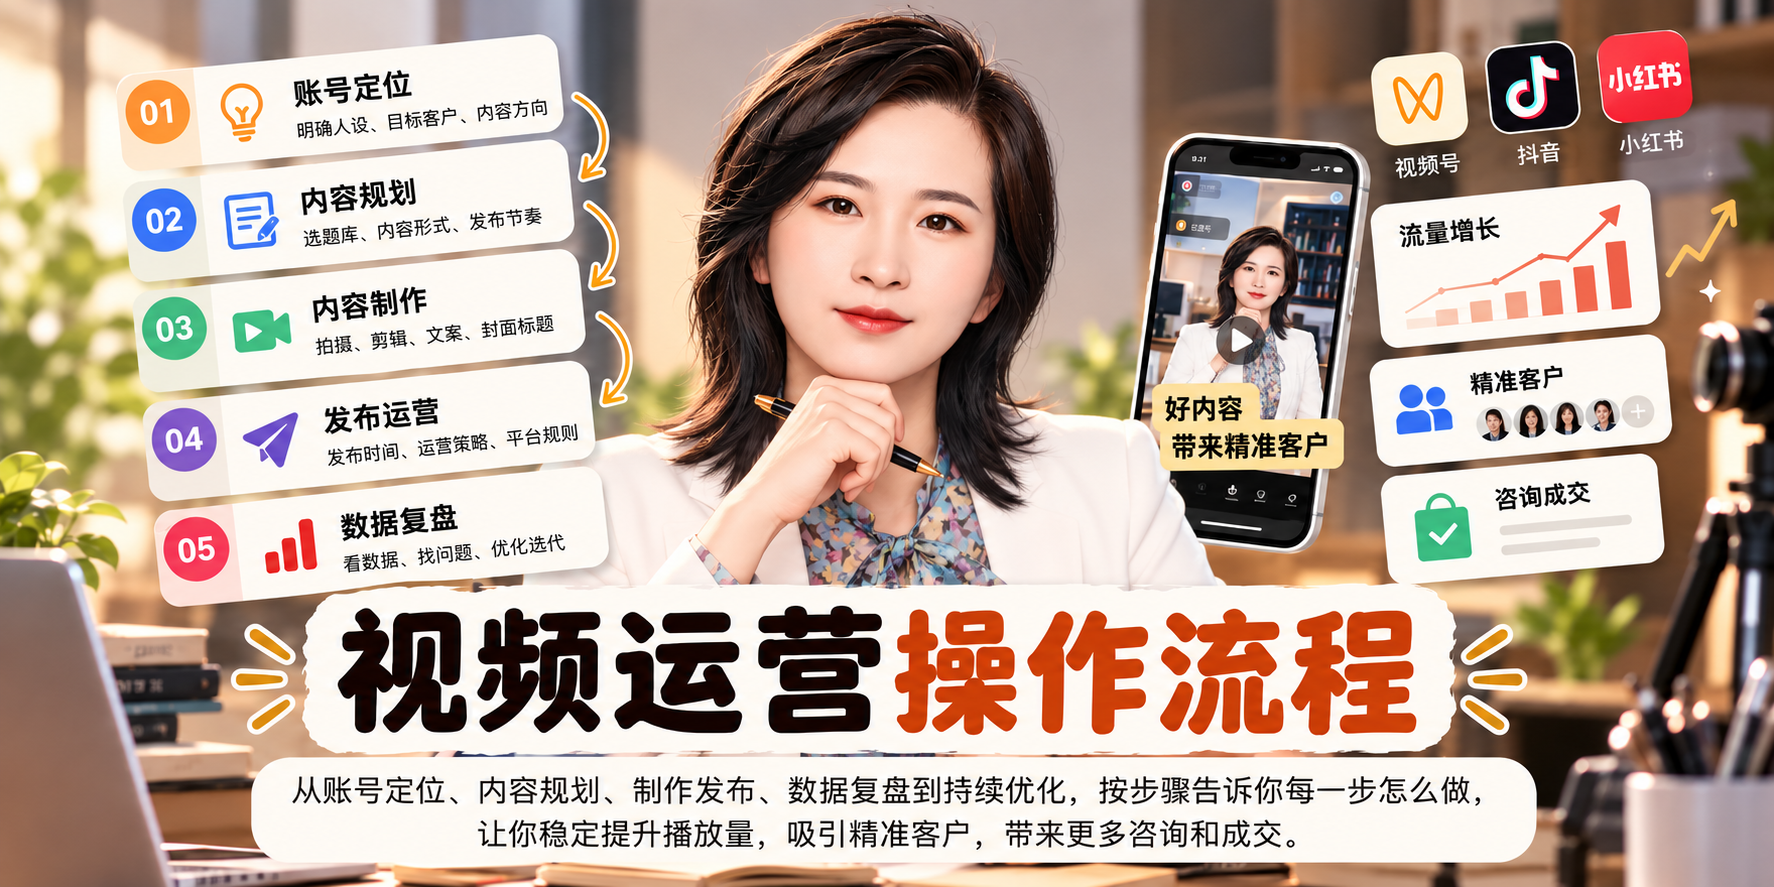 01
账号定位
明确人设、目标客户、内容方向
02
内容规划
选题库、内容形式、发布节奏
03
内容制作
拍摄、剪辑、文案、封面标题
04
发布运营
发布时间、运营策略、平台规则
05
数据复盘
看数据、找问题、优化选代
9:31
好内容
带来精准客户
小红书
视频号
抖音
小红书
流量增长
精准客户
咨询成交
视频运营操作流程
从账号定位、内容规划、制作发布、数据复盘到持续优化，按步骤告诉你每一步怎么做，
让你稳定提升播放量，吸引精准客户，带来更多咨询和成交。